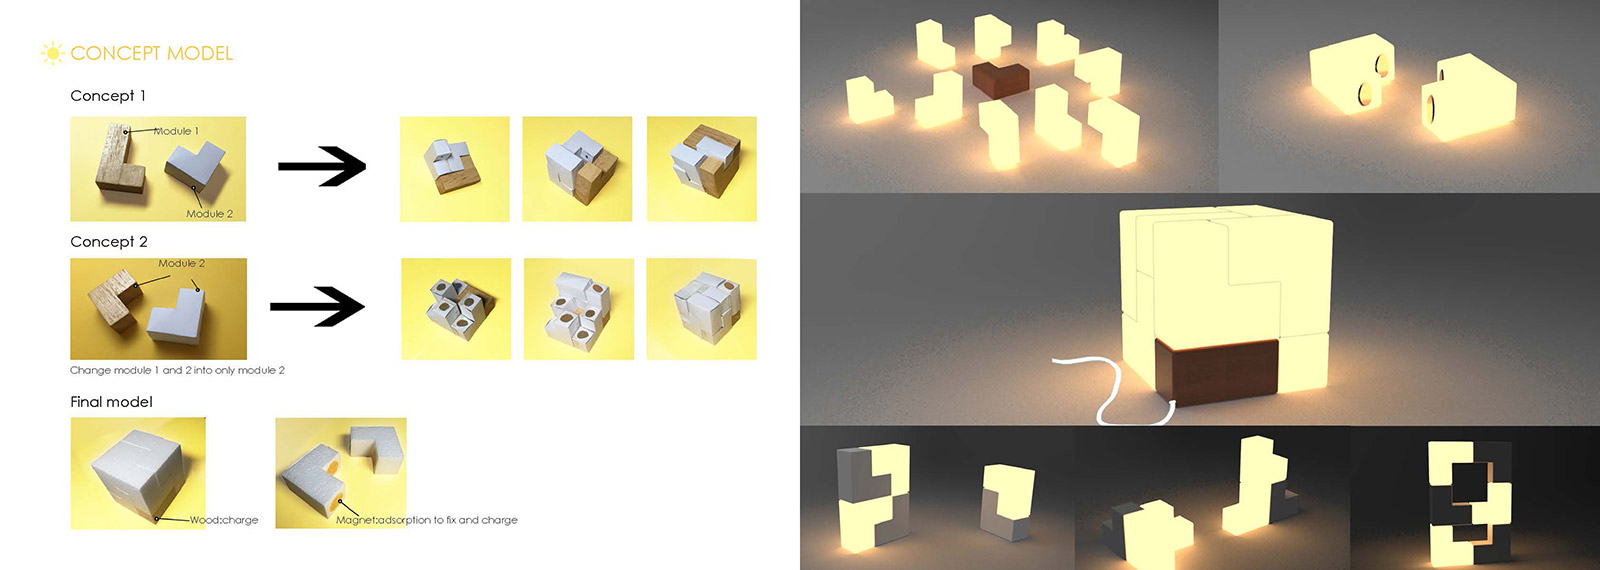 CONCEPT MODEL
Concept 1
Module 1
Module 2
Concept 2
Module 2
Change module 1 and 2 into only module 2
Final model
Wood:charge
Magnet:adsorption to fix and charge